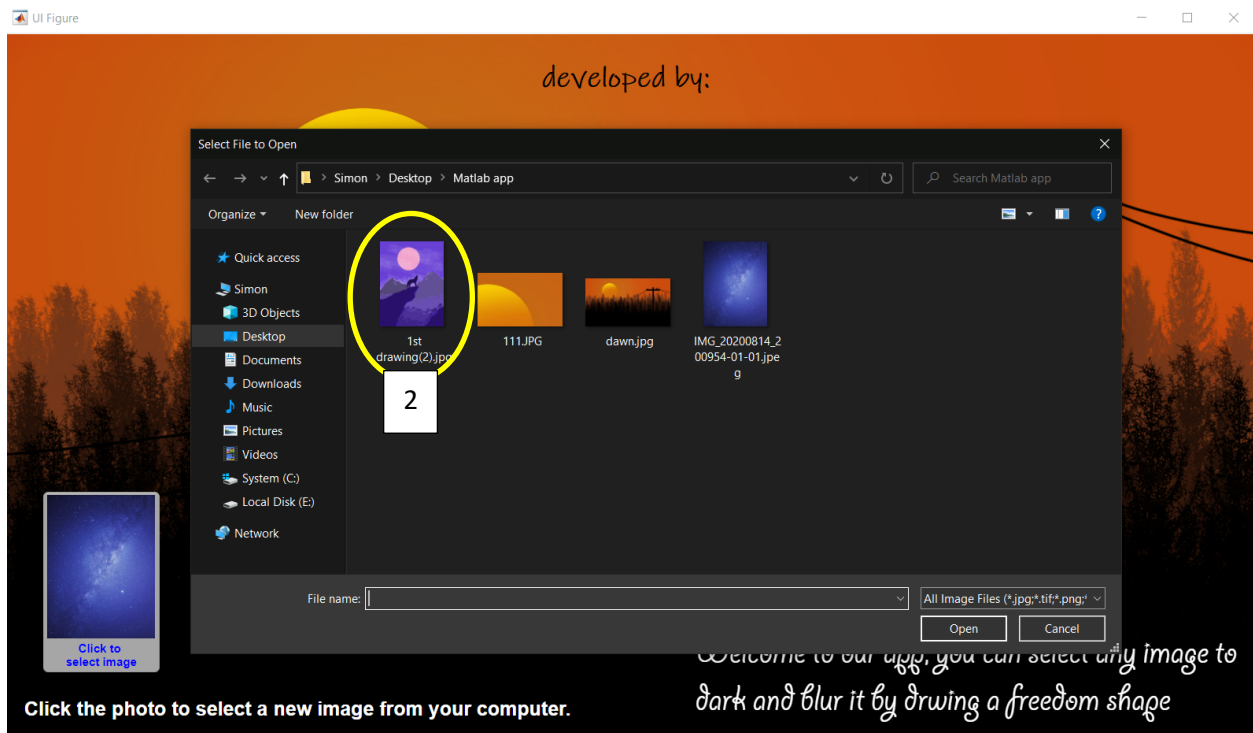 UI Figure
developed by:
Select File to Open
Simon > Desktop > Matlab app
Search Matlab app
Organize
New folder
?
Quick access
Simon
3D Objects
Desktop
Documents
Downloads
Music
Pictures
Videos
System (C:)
Local Disk (E:)
Network
1st
drawing(2).jpg
111.JPG
dawn.jpg
IMG_20200814_2
00954-01-01.jpe
g
2
File name:
All Image Files (*.jpg;*.tif;*.png;*
Open
Cancel
Click to
select image
Welcome to our app, you can select any image to
dark and blur it by drwing a freedom shape
Click the photo to select a new image from your computer.